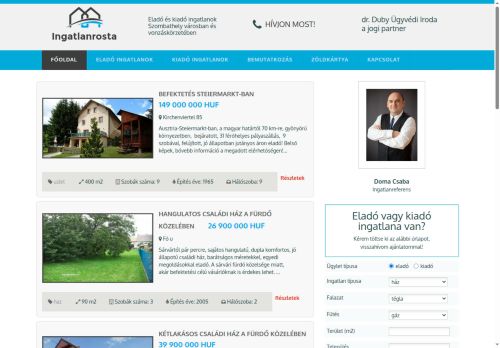 Ingatlanrosta
Eladó és kiadó ingatlanok
Szombathely városban és
vonzáskörzetében
HÍVJON MOST!
dr. Duby Ügyvédi Iroda
a jogi partner
FŐOLDAL
ELADÓ INGATLANOK
KIADÓ INGATLANOK
BEMUTATKOZÁS
ZÖLDKÁRTYA
KAPCSOLAT
BEFEKTETÉS STEIERMARKT-BAN
149 000 000 HUF
Kirchenviertel 85
Ausztria-Steiermarkt-ban, a magyar határtól 70 km-re, gyönyörű
környezetben, bejáratott, 31 férőhelyes pályaszállás, 9
szobával, felújított, jó állapotban jutányos áron eladó! Belső
képek, bővebb információ a megadott elérhetőségen!...
üzlet
400 m2
Szobák száma: 9
Építés éve: 1965
Hálószoba: 9
Részletek
HANGULATOS CSALÁDI HÁZ A FÜRDŐ
KÖZELÉBEN 26 900 000 HUF
Fő u
Sárvártól pár percre, sajátos hangulatú, dupla komfortos, jó
állapotú családi ház, barátságos méretekkel, egyedi
megoldásokkal eladó. A sárvári fürdő közelsége miatt,
akár befektetési célú vásárlóknak is érdekes lehet. ....
ház
90 m2
Szobák száma: 3
Építés éve: 2005
Hálószoba: 2
Részletek
KÉTLAKÁSOS CSALÁDI HÁZ A FÜRDŐ KÖZELÉBEN
39 900 000 HUF
Doma Csaba
Ingatlanreferens
Eladó vagy kiadó
ingatlana van?
Kérem töltse ki az alábbi űrlapot,
visszahívom ajánlatommal!
Ügylet típusa
eladó
kiadó
Ingatlan típusa
ház
Falazat
tégla
Fűtés
gáz
Terület (m2)
Település